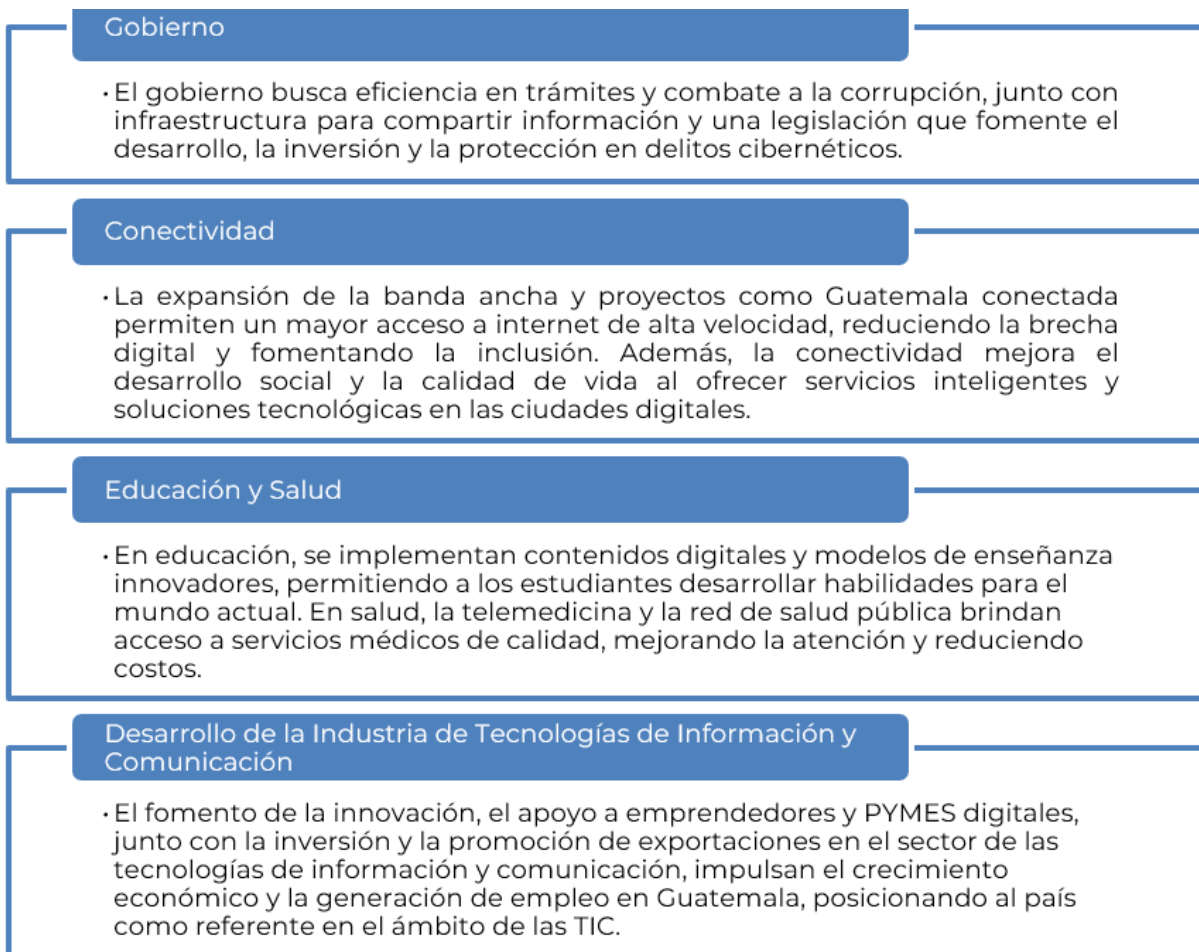 Gobierno
· El gobierno busca eficiencia en trámites y combate a la corrupción, junto con
infraestructura para compartir información y una legislación que fomente el
desarrollo, la inversión y la protección en delitos cibernéticos.
Conectividad
· La expansión de la banda ancha y proyectos como Guatemala conectada
permiten un mayor acceso a internet de alta velocidad, reduciendo la brecha
digital y fomentando la inclusión. Además, la conectividad mejora el
desarrollo social y la calidad de vida al ofrecer servicios inteligentes y
soluciones tecnológicas en las ciudades digitales.
Educación y Salud
· En educación, se implementan contenidos digitales y modelos de enseñanza
innovadores, permitiendo a los estudiantes desarrollar habilidades para el
mundo actual. En salud, la telemedicina y la red de salud pública brindan
acceso a servicios médicos de calidad, mejorando la atención y reduciendo
costos.
Desarrollo de la Industria de Tecnologías de Información y
Comunicación
· El fomento de la innovación, el apoyo a emprendedores y PYMES digitales,
junto con la inversión y la promoción de exportaciones en el sector de las
tecnologías de información y comunicación, impulsan el crecimiento
económico y la generación de empleo en Guatemala, posicionando al país
como referente en el ámbito de las TIC.